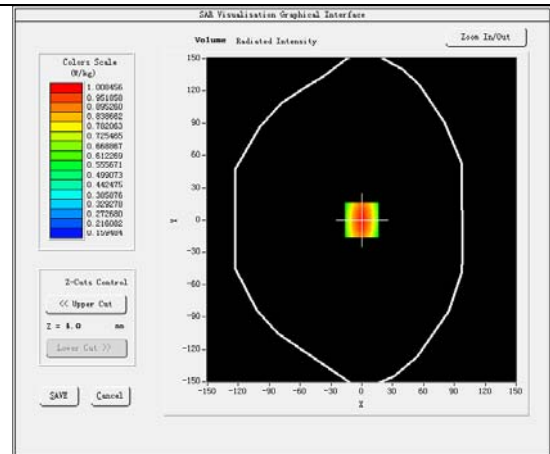 SAR Visualisation Graphical Interface
Volume Radiated Intensity
Zoom In/Out
Colors Scale
(W/kg)
1.008456
0.951858
0.895260
0.838662
0.782063
0.725465
0.668867
0.612269
0.555671
0.499073
0.442475
0.385876
0.329278
0.272680
0.216082
0.159484
150
120
90
60
30
0
-30
-60
-90
-120
-150
Y
-150 -120 -90 -60 -30 0 30 60 90 120 150
X
Z-Cuts Control
<< Upper Cut
Z = 4.0 mm
Lower Cut >>
SAVE Cancel